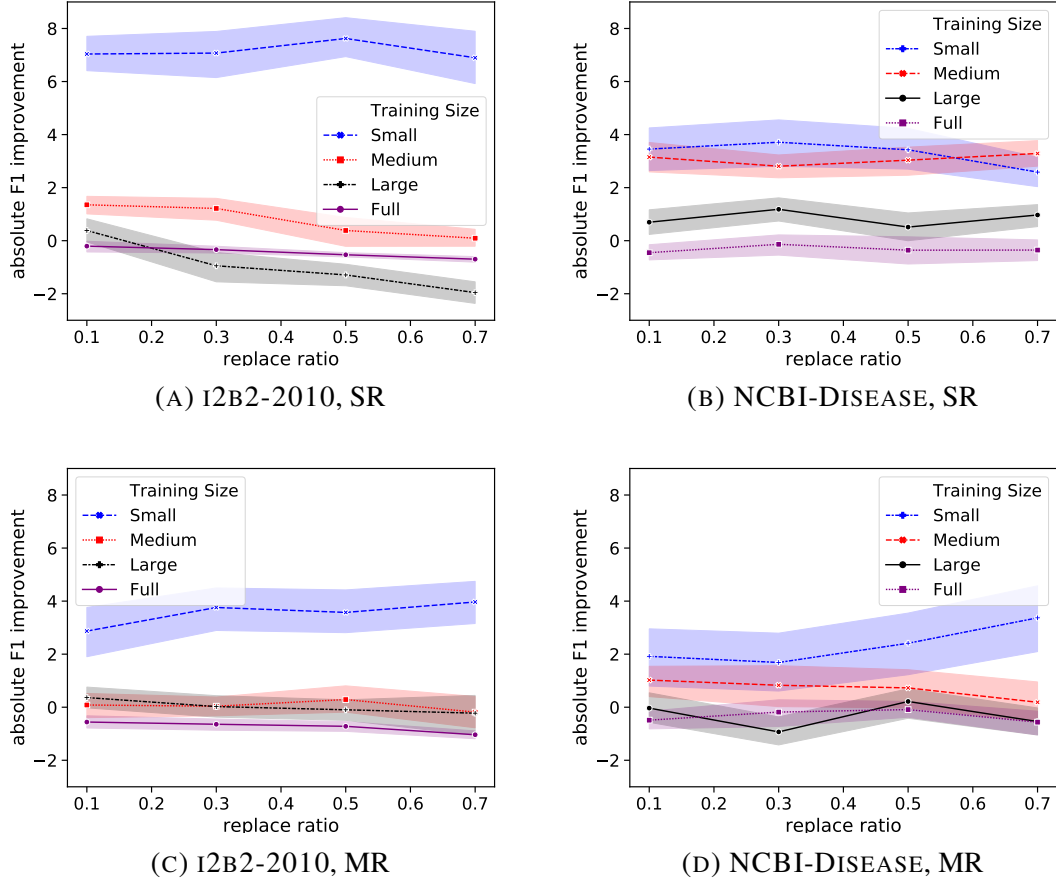 absolute F1 improvement
8
6
4
2
0
−2
Training Size
Small
Medium
Large
Full
0.1 0.2 0.3 0.4 0.5 0.6 0.7
replace ratio
(A) I2B2-2010, SR
absolute F1 improvement
8
6
4
2
0
−2
Training Size
Small
Medium
Large
Full
0.1 0.2 0.3 0.4 0.5 0.6 0.7
replace ratio
(B) NCBI-DISEASE, SR
absolute F1 improvement
8
6
4
2
0
−2
Training Size
Small
Medium
Large
Full
0.1 0.2 0.3 0.4 0.5 0.6 0.7
replace ratio
(C) I2B2-2010, MR
absolute F1 improvement
8
6
4
2
0
−2
Training Size
Small
Medium
Large
Full
0.1 0.2 0.3 0.4 0.5 0.6 0.7
replace ratio
(D) NCBI-DISEASE, MR